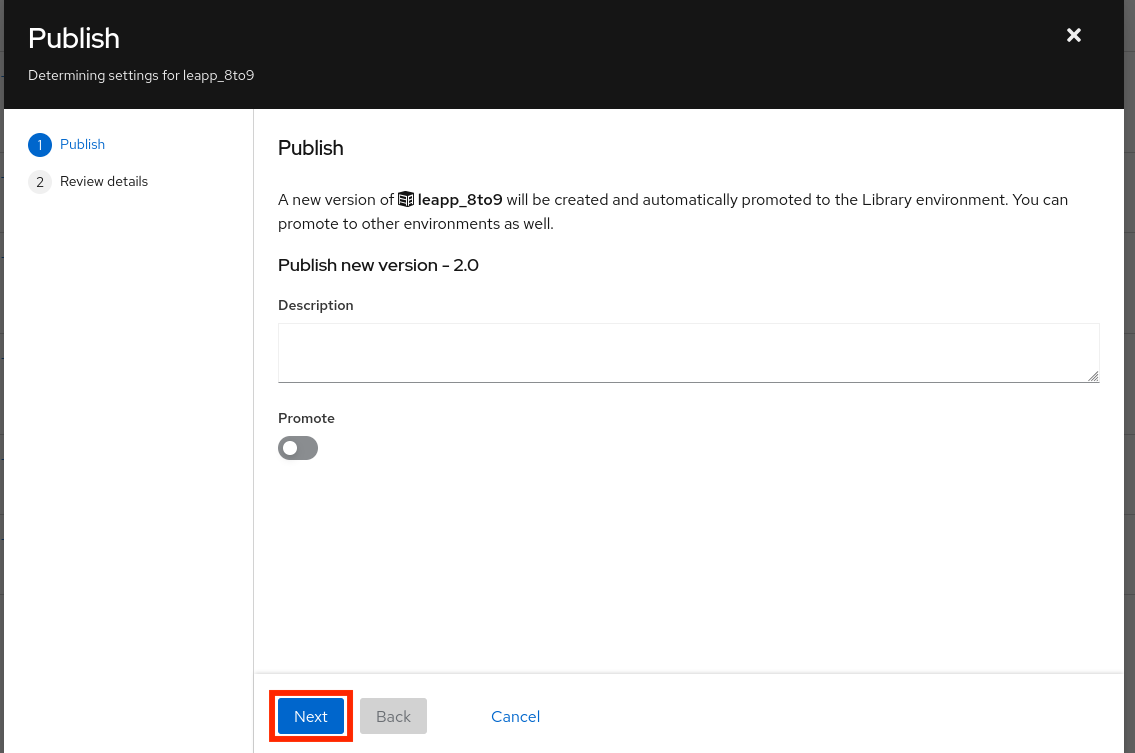 Publish
Determining settings for leapp_8to9
1 Publish
2 Review details
Publish
A new version of leapp_8to9 will be created and automatically promoted to the Library environment. You can
promote to other environments as well.
Publish new version - 2.0
Description
Promote
Next Back Cancel